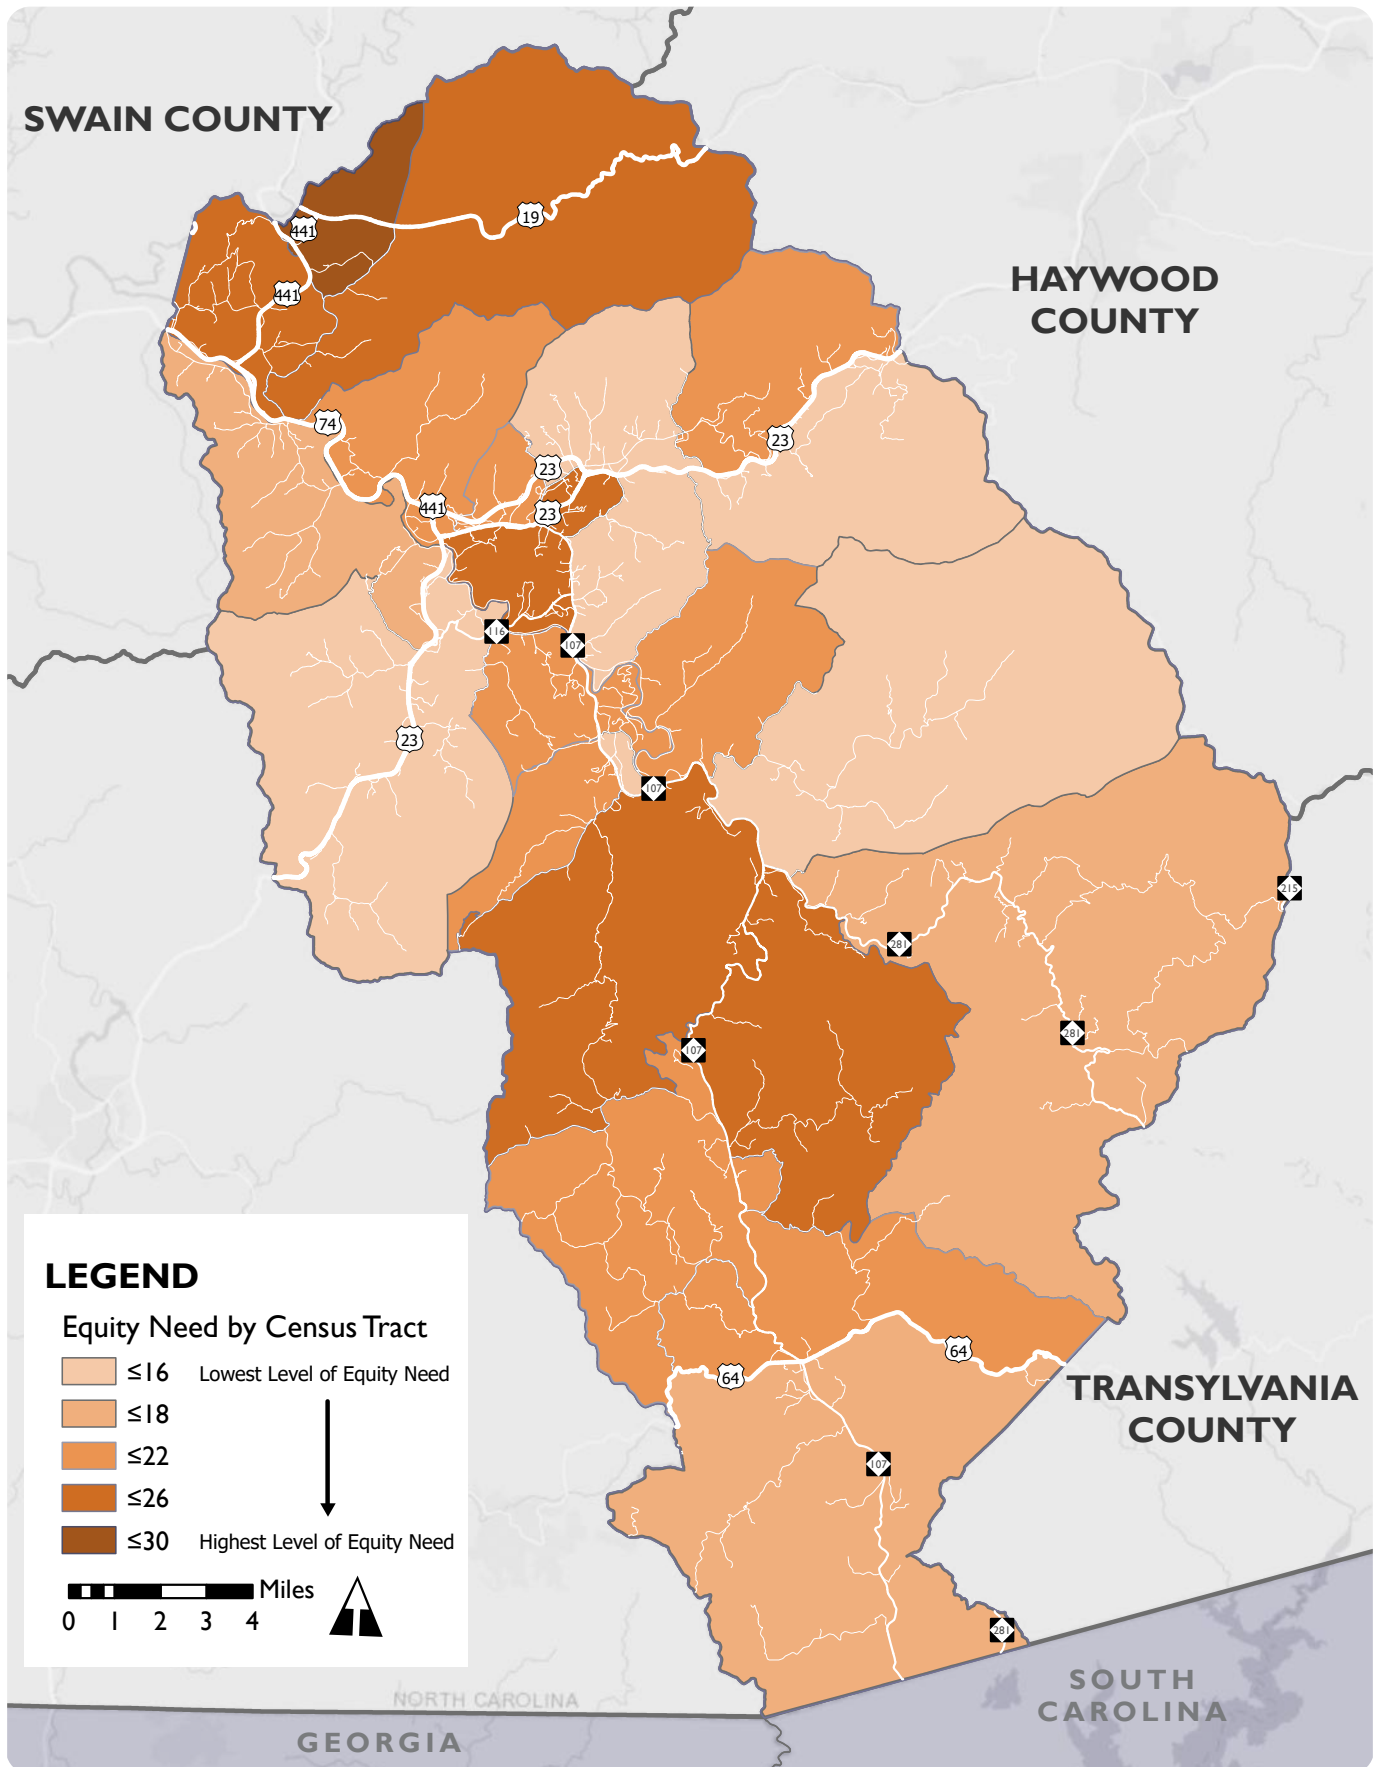 SWAIN COUNTY
19
441
441
HAYWOOD
COUNTY
74
23
23
441
23
116
107
23
107
215
281
281
107
64
64
TRANSYLVANIA
COUNTY
107
281
SOUTH
CAROLINA
NORTH CAROLINA
GEORGIA
LEGEND
Equity Need by Census Tract
≤16 Lowest Level of Equity Need
≤18
≤22
≤26
≤30 Highest Level of Equity Need
Miles
0 1 2 3 4